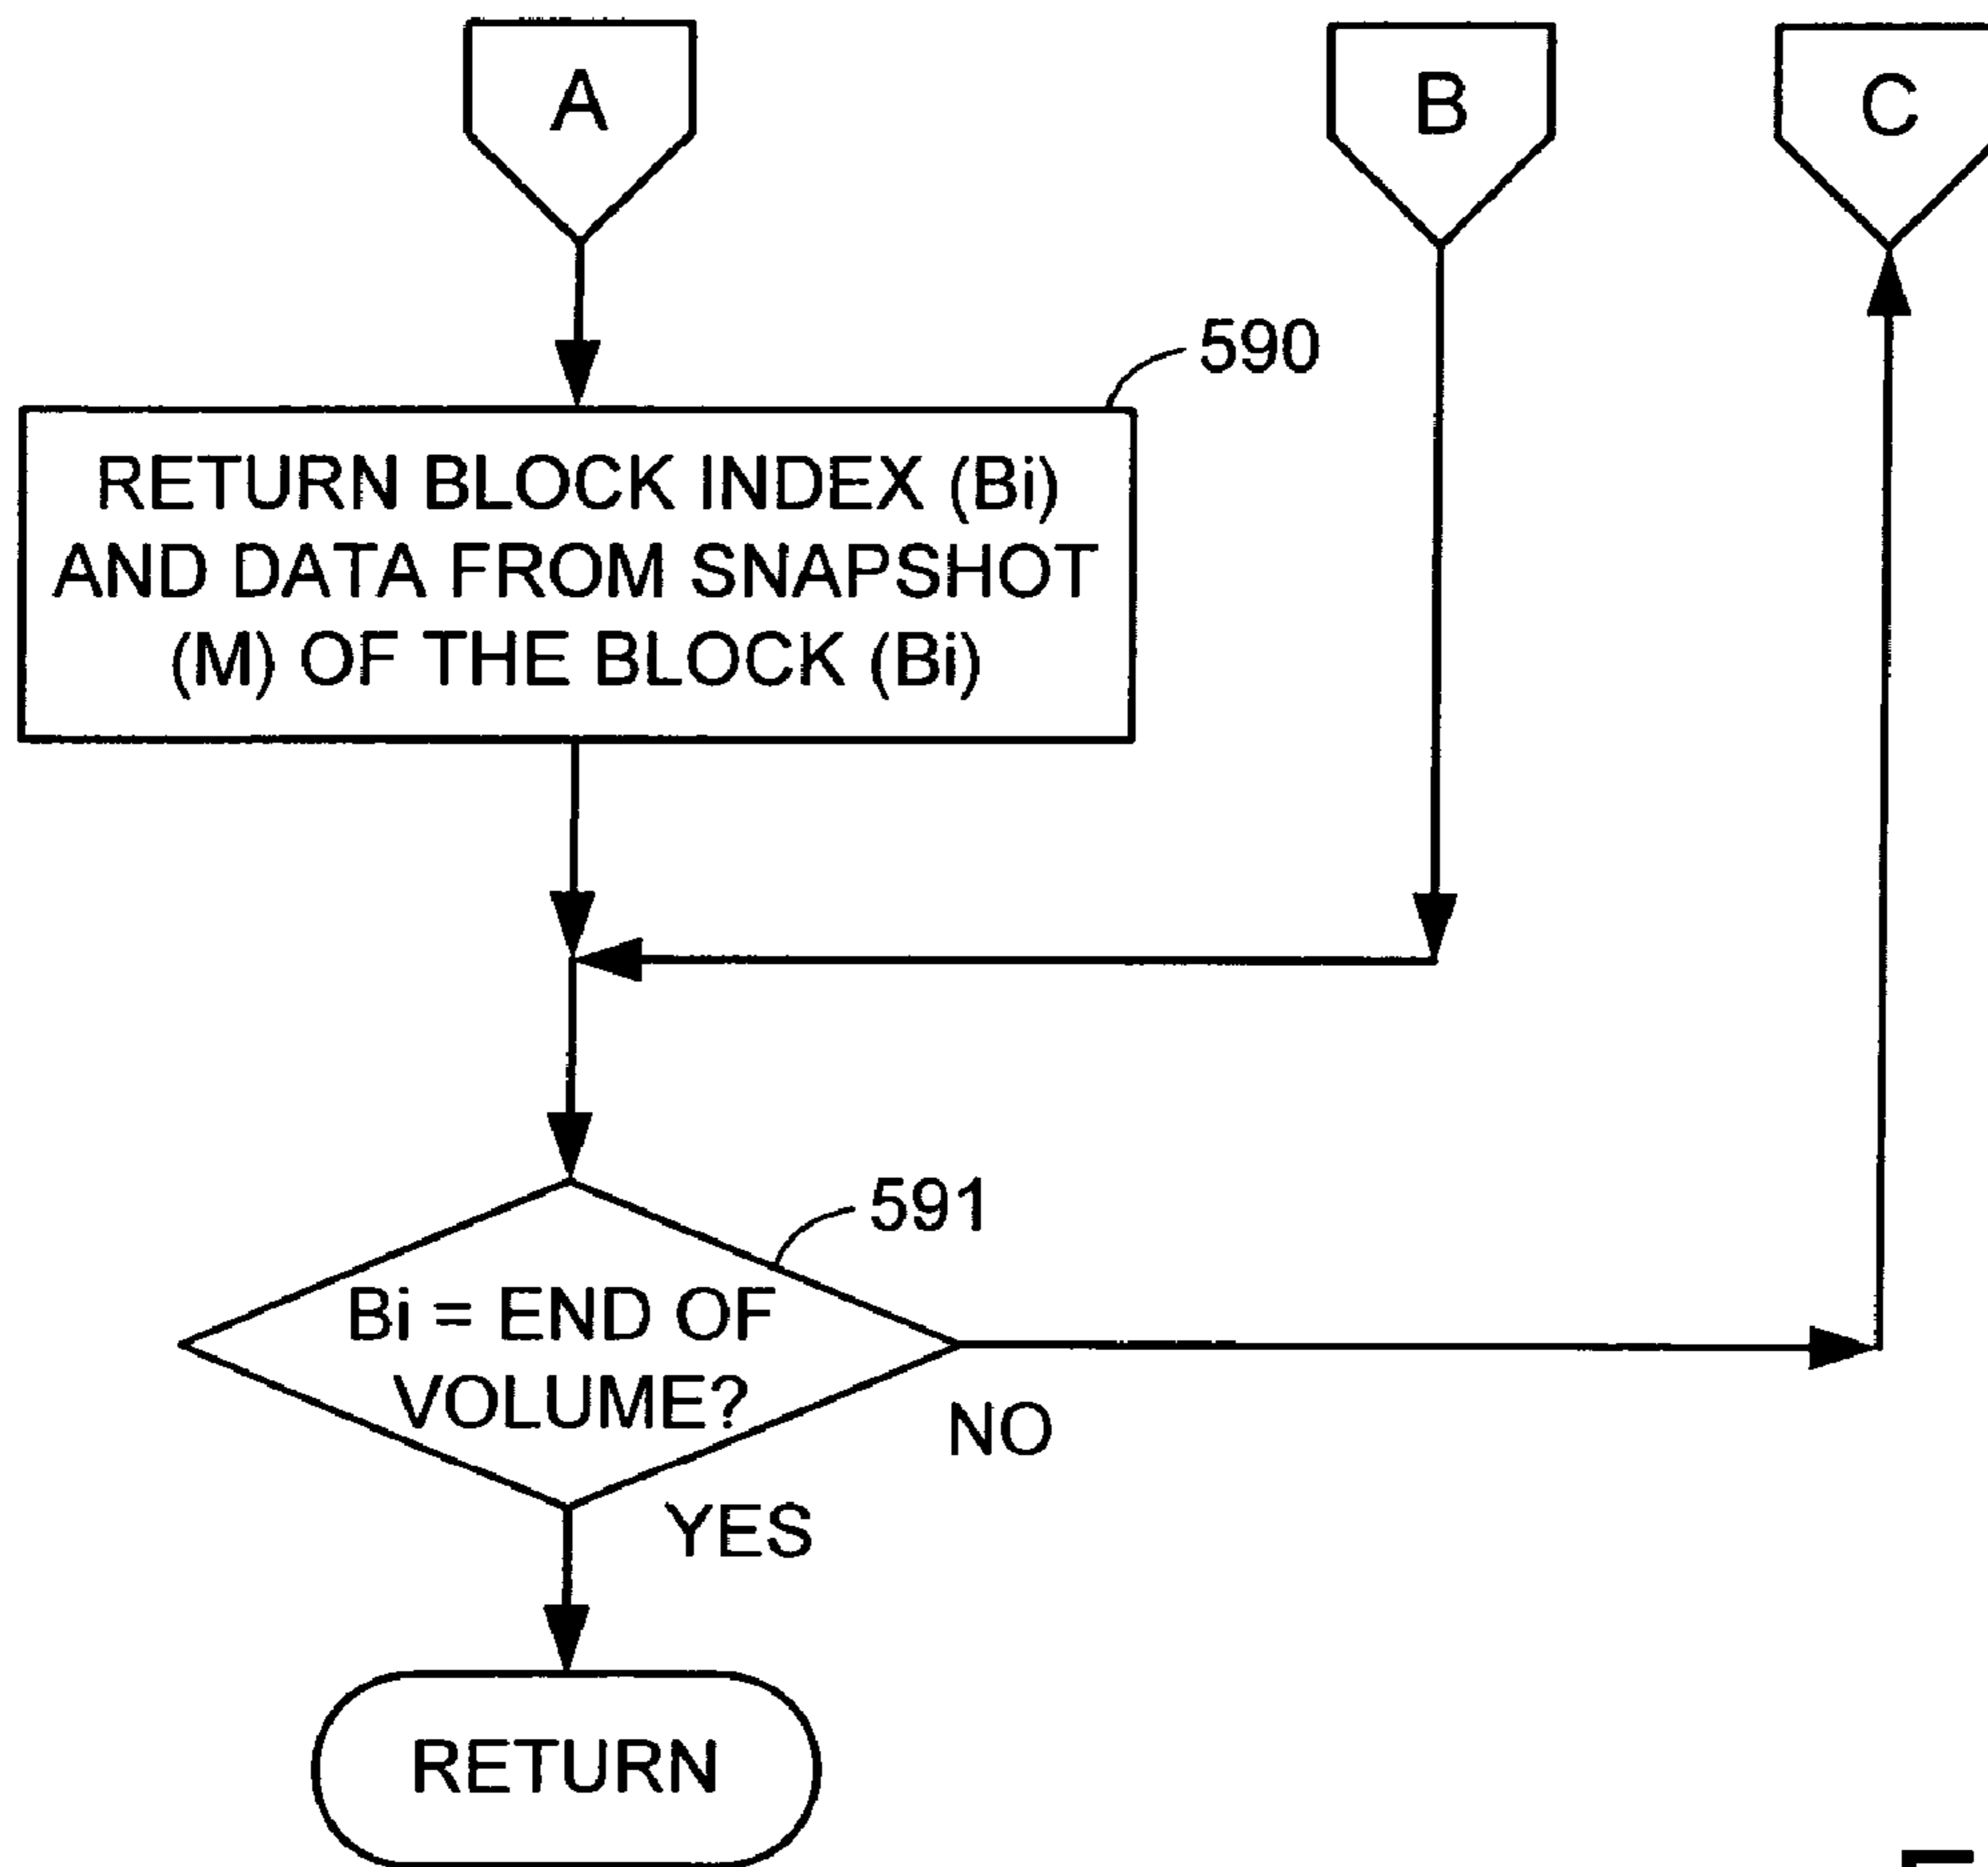 A
B
C
590
RETURN BLOCK INDEX (Bi)
AND DATA FROM SNAPSHOT
(M) OF THE BLOCK (Bi)
591
Bi = END OF
VOLUME?
NO
YES
RETURN